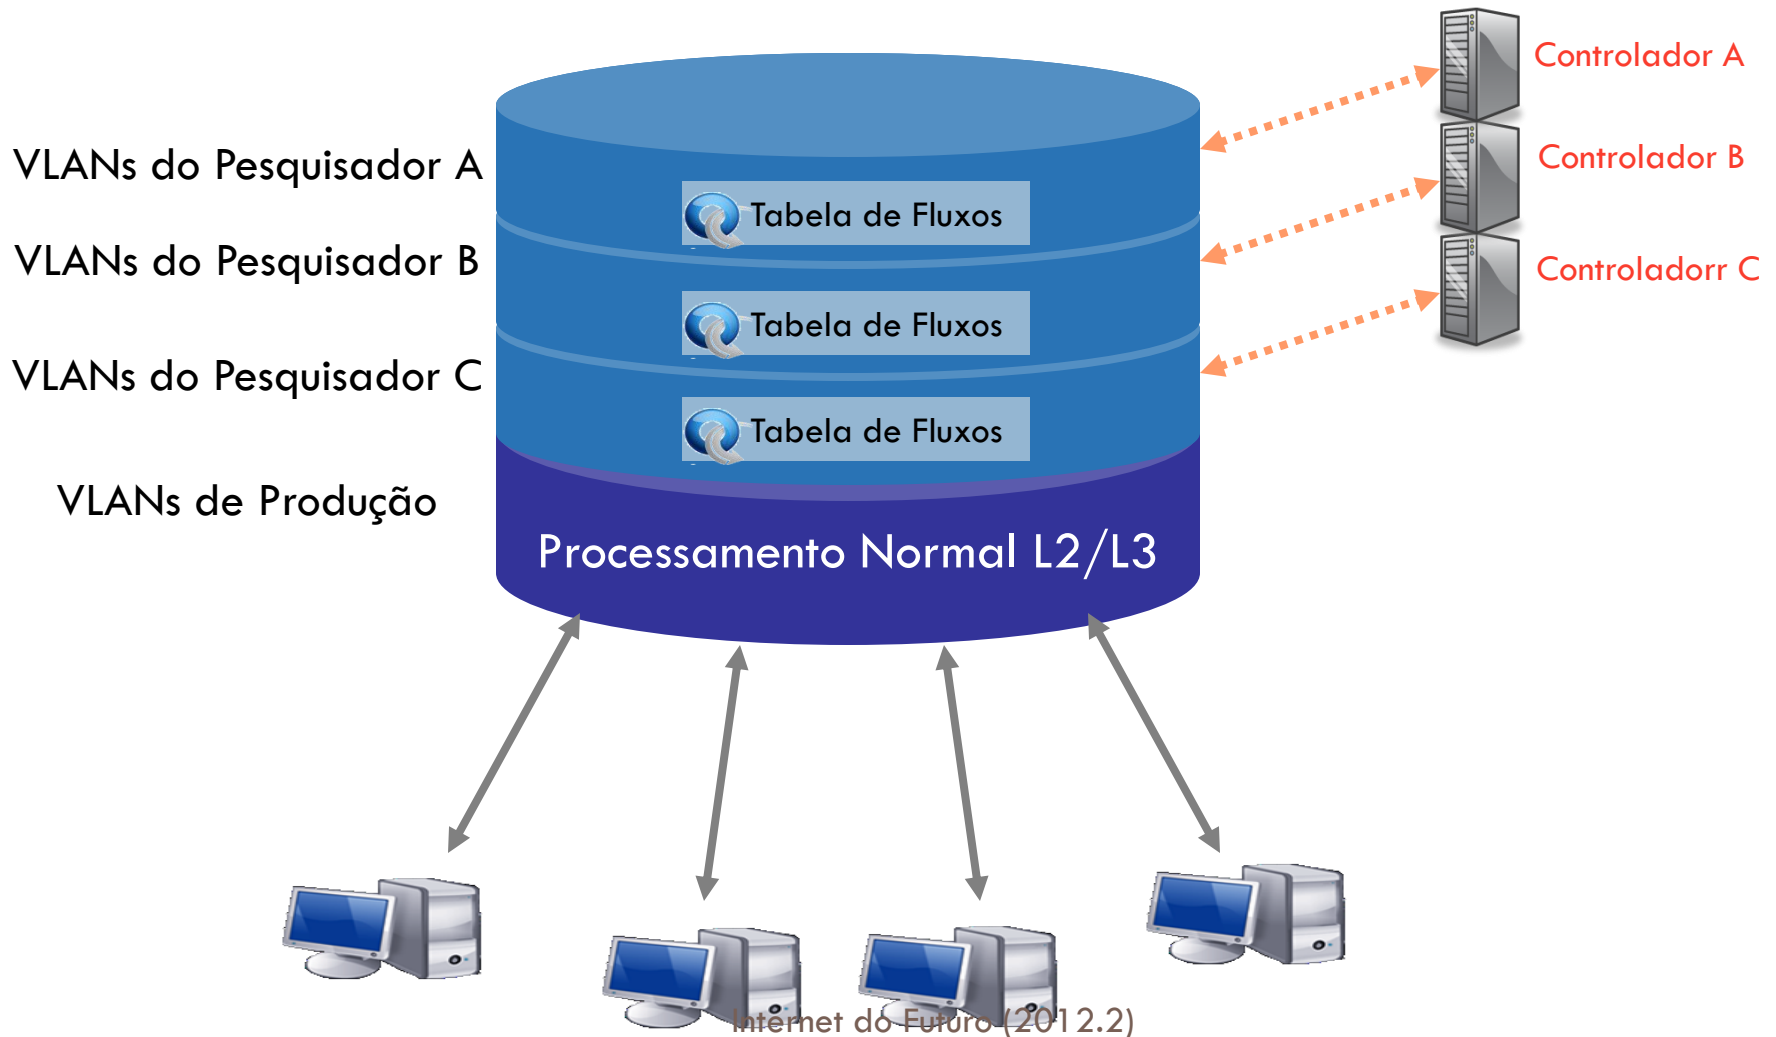 Controlador A
VLANs do Pesquisador A
Controlador B
Tabela de Fluxos
VLANs do Pesquisador B
Controladorr C
Tabela de Fluxos
VLANs do Pesquisador C
Tabela de Fluxos
VLANs de Produção
Processamento Normal L2/L3
Internet do Futuro (2012.2)